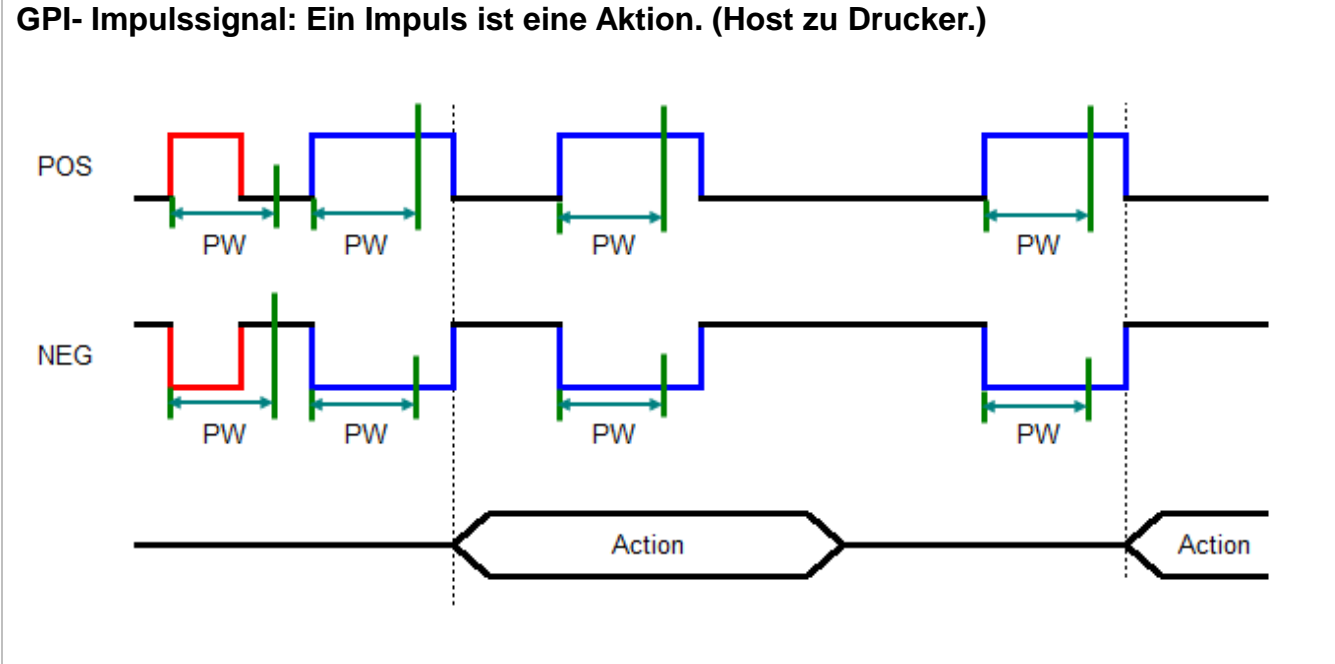 GPI- Impulssignal: Ein Impuls ist eine Aktion. (Host zu Drucker.)
POS
PW PW PW PW
NEG
PW PW PW PW
Action Action